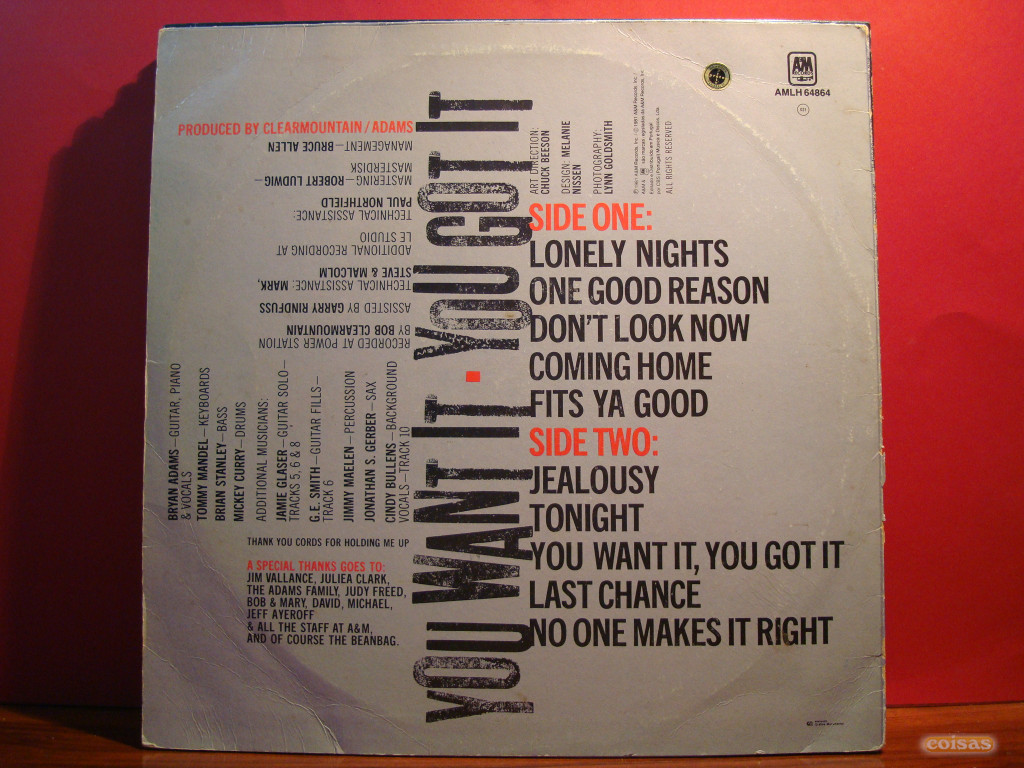 PRODUCED BY CLEARMOUNTAIN / ADAMS
MANAGEMENT—BRUCE ALLEN
MASTERING—ROBERT LUDWIG—
MASTERDISK
TECHNICAL ASSISTANCE:
PAUL NORTHFIELD
ADDITIONAL RECORDING AT
LE STUDIO
TECHNICAL ASSISTANCE: MARK,
STEVE & MALCOLM
ASSISTED BY GARRY RINDFUSS
RECORDED AT POWER STATION
BY BOB CLEARMOUNTAIN
BRYAN ADAMS—GUITAR, PIANO
& VOCALS
TOMMY MANDEL—KEYBOARDS
BRIAN STANLEY—BASS
MICKEY CURRY—DRUMS
ADDITIONAL MUSICIANS:
JAMIE GLASER—GUITAR SOLO—
TRACKS 5, 6 & 8
G.E. SMITH—GUITAR FILLS—
TRACK 6
JIMMY MAELEN—PERCUSSION
JONATHAN S. GERBER—SAX
CINDY BULLENS—BACKGROUND
VOCALS—TRACK 10
THANK YOU CORDS FOR HOLDING ME UP
A SPECIAL THANKS GOES TO:
JIM VALLANCE, JULIEA CLARK,
THE ADAMS FAMILY, JUDY FREED,
BOB & MARY, DAVID, MICHAEL,
JEFF AYEROFF
& ALL THE STAFF AT A&M,
AND OF COURSE THE BEANBAG.
YOU WANT IT · YOU GOT IT
ART DIRECTION:
CHUCK BEESON
DESIGN: MELANIE
NISSEN
PHOTOGRAPHY:
LYNN GOLDSMITH
ALL RIGHTS RESERVED
A&M
RECORDS
AMLH 64864
SIDE ONE:
LONELY NIGHTS
ONE GOOD REASON
DON'T LOOK NOW
COMING HOME
FITS YA GOOD
SIDE TWO:
JEALOUSY
TONIGHT
YOU WANT IT, YOU GOT IT
LAST CHANCE
NO ONE MAKES IT RIGHT
coisas